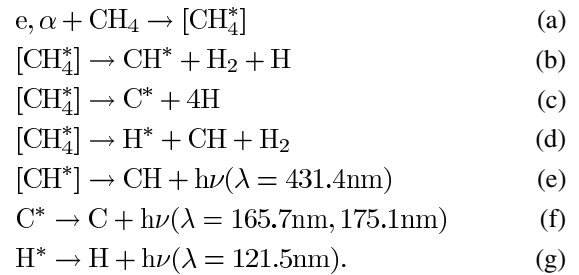 e, α + CH₄ → [CH₄*] (a)
[CH₄*] → CH* + H₂ + H (b)
[CH₄*] → C* + 4H (c)
[CH₄*] → H* + CH + H₂ (d)
[CH*] → CH + hν(λ = 431.4nm) (e)
C* → C + hν(λ = 165.7nm, 175.1nm) (f)
H* → H + hν(λ = 121.5nm). (g)